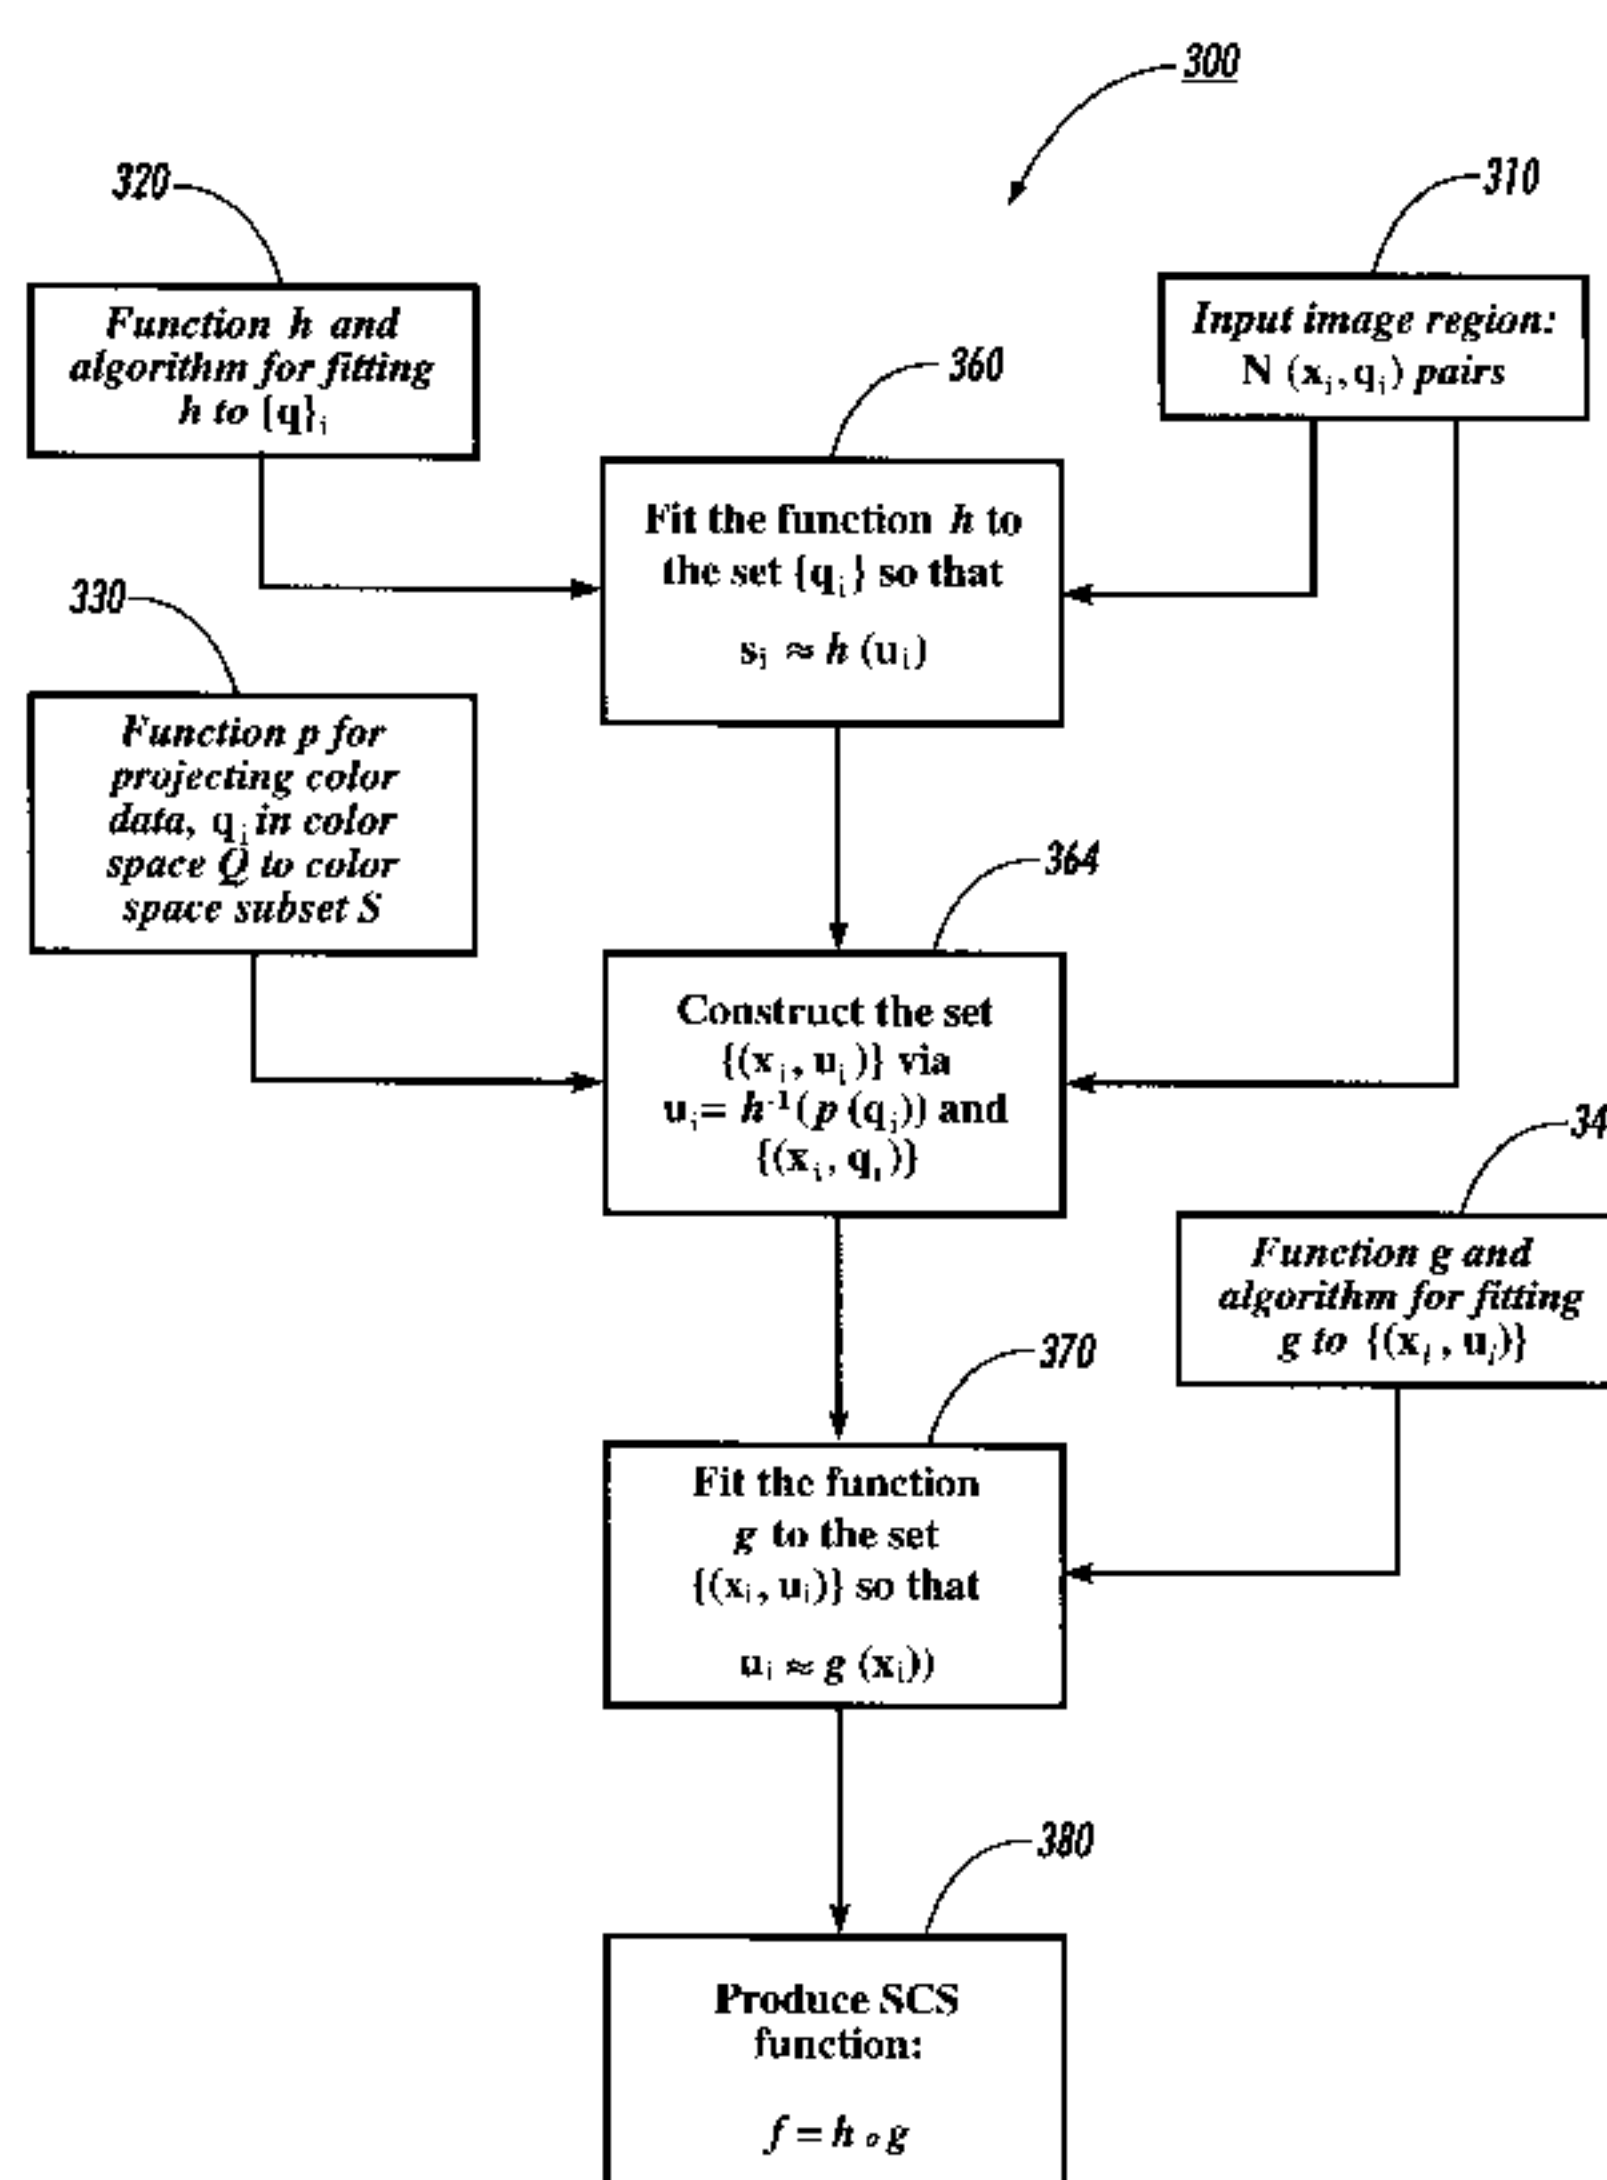 300
320
310
Function h and
algorithm for fitting
h to {q}i
Input image region:
N (xi, qi) pairs
360
Fit the function h to
the set {qi} so that
si ≈ h (ui)
330
Function p for
projecting color
data, qi in color
space Q to color
space subset S
364
Construct the set
{(xi, ui)} via
ui= h-1(p (qi)) and
{(xi, qi)}
34
Function g and
algorithm for fitting
g to {(xi, ui)}
370
Fit the function
g to the set
{(xi, ui)} so that
ui ≈ g (xi))
380
Produce SCS
function:
f = h o g